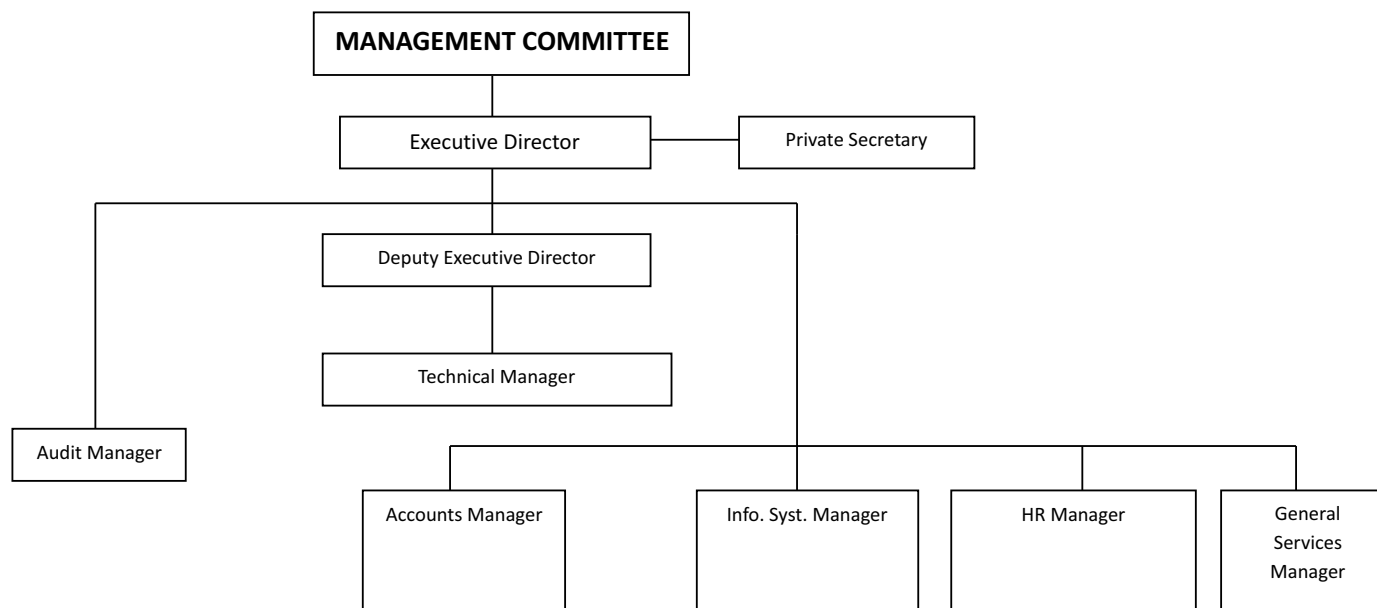 MANAGEMENT COMMITTEE
Executive Director
Private Secretary
Deputy Executive Director
Technical Manager
Audit Manager
Accounts Manager
Info. Syst. Manager
HR Manager
General
Services
Manager